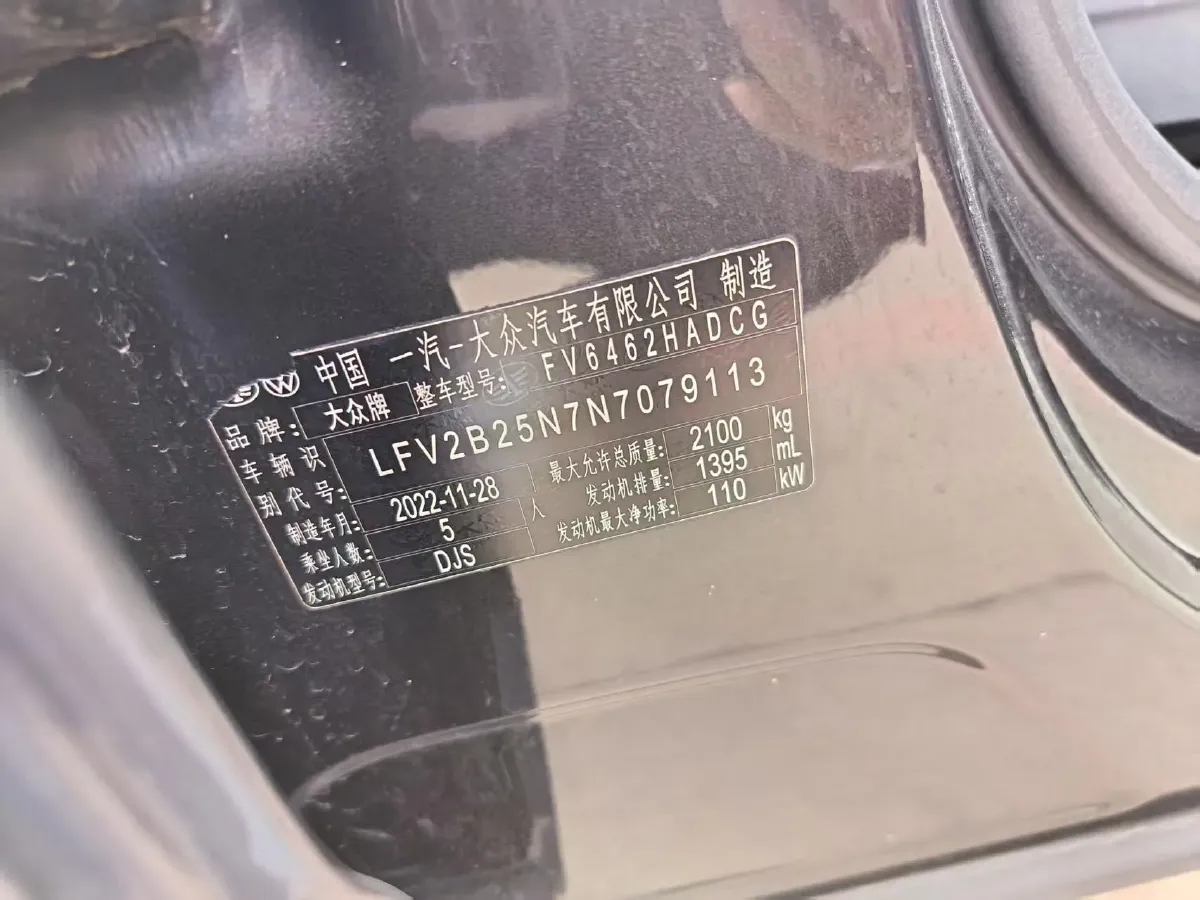 中国 一汽-大众汽车有限公司 制造
品牌: 大众牌 整车型号: FV6462HADCG
车辆识别代号: LFV2B25N7N7079113
制造年月: 2022-11-28 最大允许总质量: 2100 kg
乘坐人数: 5 人 发动机排量: 1395 mL
发动机型号: DJS 发动机最大净功率: 110 kW